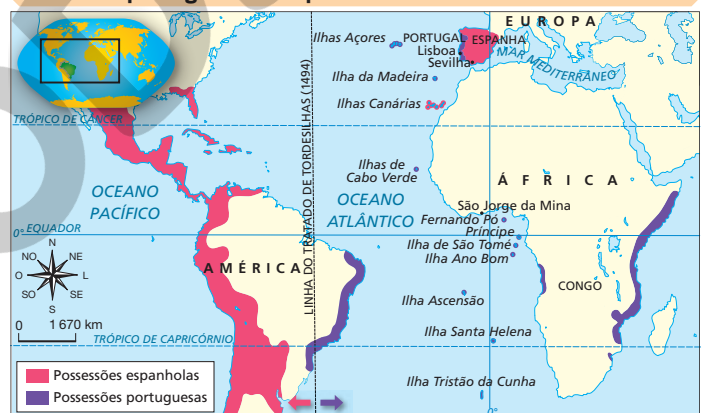 EUROPA
Ilhas Açores
PORTUGAL
ESPANHA
Lisboa
Sevilha
MAR MEDITERRÂNEO
Ilha da Madeira
Ilhas Canárias
TRÓPICO DE CÂNCER
LINHA DO TRATADO DE TORDESILHAS (1494)
Ilhas de
Cabo Verde
ÁFRICA
OCEANO
PACÍFICO
OCEANO
ATLÂNTICO
São Jorge da Mina
Fernando Pó
Príncipe
0° EQUADOR
Ilha de São Tomé
Ilha Ano Bom
N
NO
NE
O
L
SO
SE
S
AMÉRICA
CONGO
Ilha Ascensão
0
1 670 km
TRÓPICO DE CAPRICÓRNIO
Ilha Santa Helena
Possessões espanholas
Possessões portuguesas
Ilha Tristão da Cunha
0°